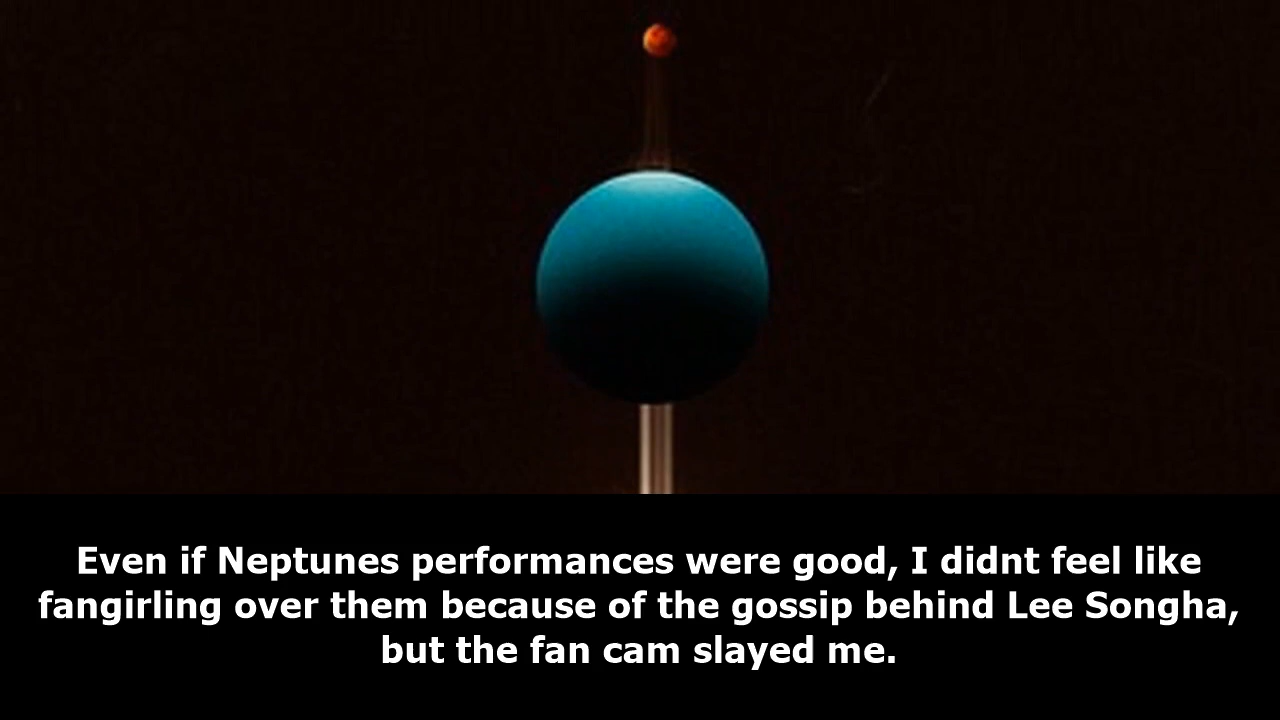 Even if Neptunes performances were good, I didnt feel like
fangirling over them because of the gossip behind Lee Songha,
but the fan cam slayed me.